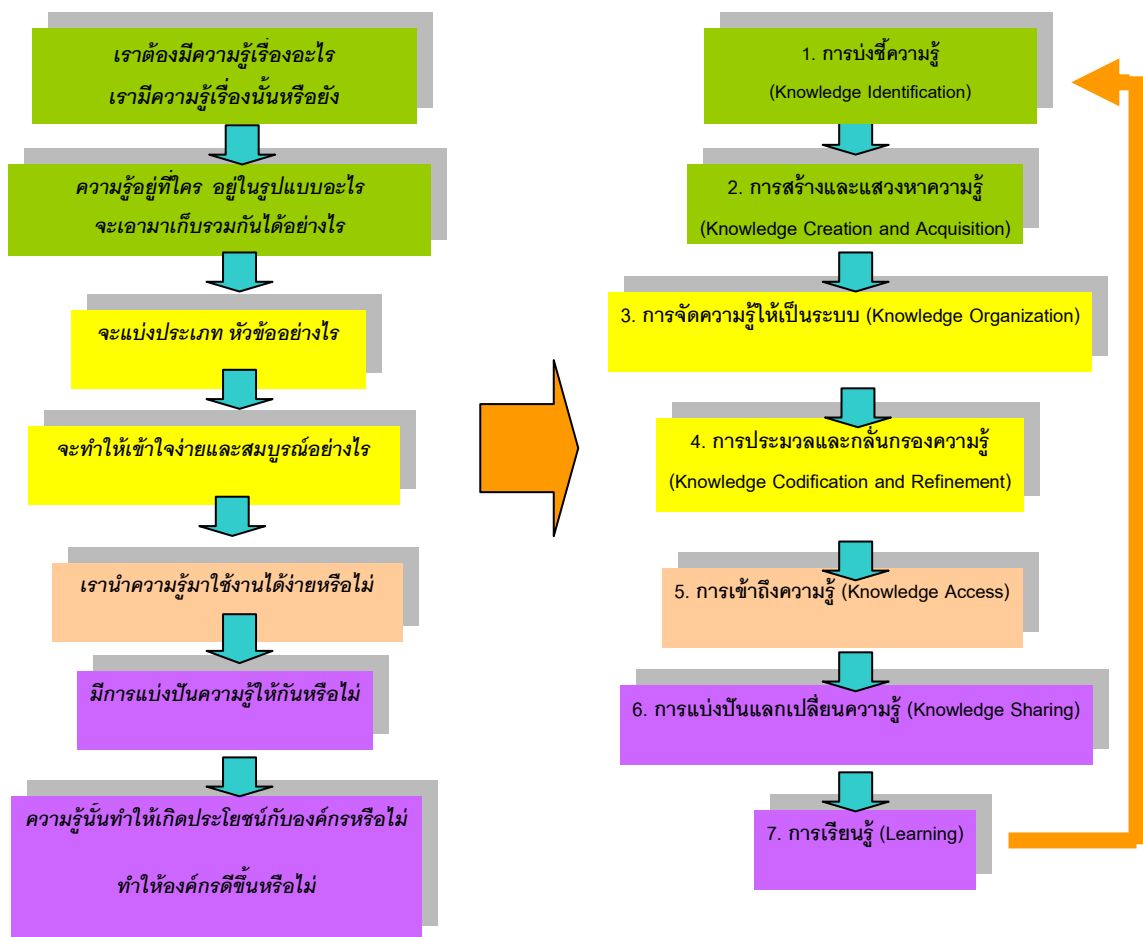 เราต้องมีความรู้เรื่องอะไร
เรามีความรู้เรื่องนั้นหรือยัง
ความรู้อยู่ที่ใคร อยู่ในรูปแบบอะไร
จะเอามาเก็บรวมกันได้อย่างไร
จะแบ่งประเภท หัวข้ออย่างไร
จะทำให้เข้าใจง่ายและสมบูรณ์อย่างไร
เรานำความรู้มาใช้งานได้ง่ายหรือไม่
มีการแบ่งปันความรู้ให้กันหรือไม่
ความรู้นั้นทำให้เกิดประโยชน์กับองค์กรหรือไม่
ทำให้องค์กรดีขึ้นหรือไม่
1. การบ่งชี้ความรู้
(Knowledge Identification)
2. การสร้างและแสวงหาความรู้
(Knowledge Creation and Acquisition)
3. การจัดความรู้ให้เป็นระบบ (Knowledge Organization)
4. การประมวลและกลั่นกรองความรู้
(Knowledge Codification and Refinement)
5. การเข้าถึงความรู้ (Knowledge Access)
6. การแบ่งปันแลกเปลี่ยนความรู้ (Knowledge Sharing)
7. การเรียนรู้ (Learning)